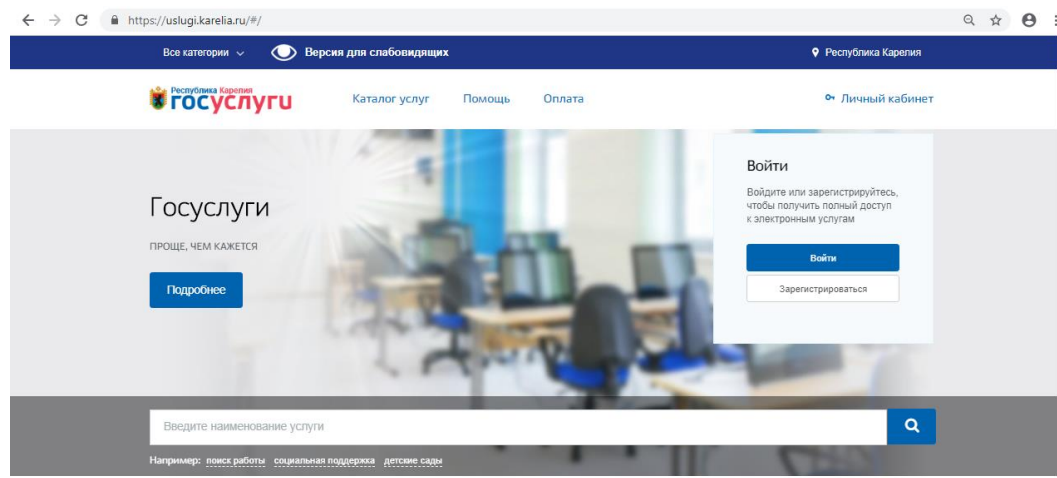 https://uslugi.karelia.ru/#/
Все категории
Версия для слабовидящих
Республика Карелия
Республика Карелия
госуслуги
Каталог услуг
Помощь
Оплата
Личный кабинет
Госуслуги
ПРОЩЕ, ЧЕМ КАЖЕТСЯ
Подробнее
Войти
Войдите или зарегистрируйтесь,
чтобы получить полный доступ
к электронным услугам
Войти
Зарегистрироваться
Введите наименование услуги
Например: поиск работы социальная поддержка детские сады